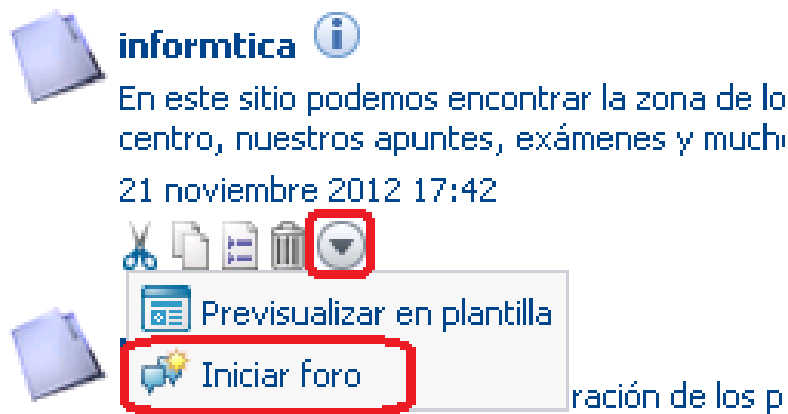 informtica
En este sitio podemos encontrar la zona de lo
centro, nuestros apuntes, exámenes y much
21 noviembre 2012 17:42
Previsualizar en plantilla
Iniciar foro
ración de los p